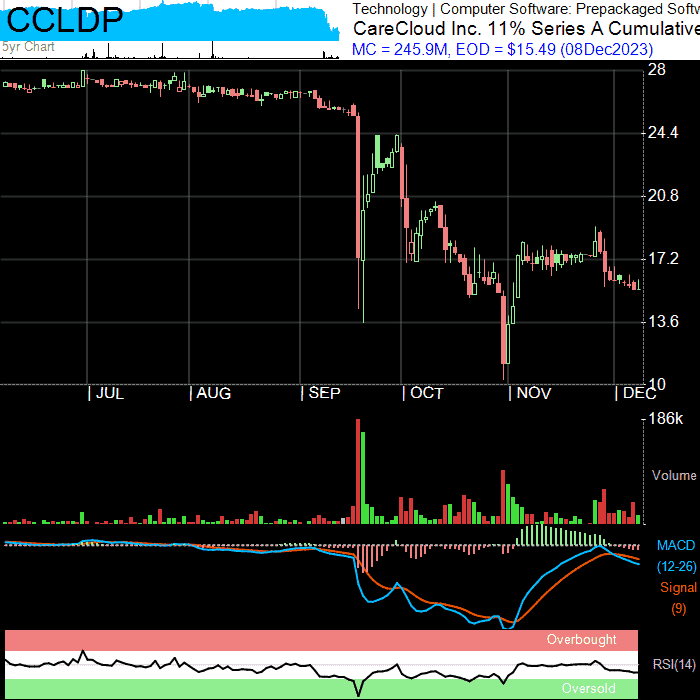 CCLDP
5yr Chart
Technology | Computer Software: Prepackaged Softw
CareCloud Inc. 11% Series A Cumulative
MC = 245.9M, EOD = $15.49 (08Dec2023)
28
24.4
20.8
17.2
13.6
10
JUL AUG SEP OCT NOV DEC
186k
Volume
MACD
(12-26)
Signal
(9)
Overbought
RSI(14)
Oversold